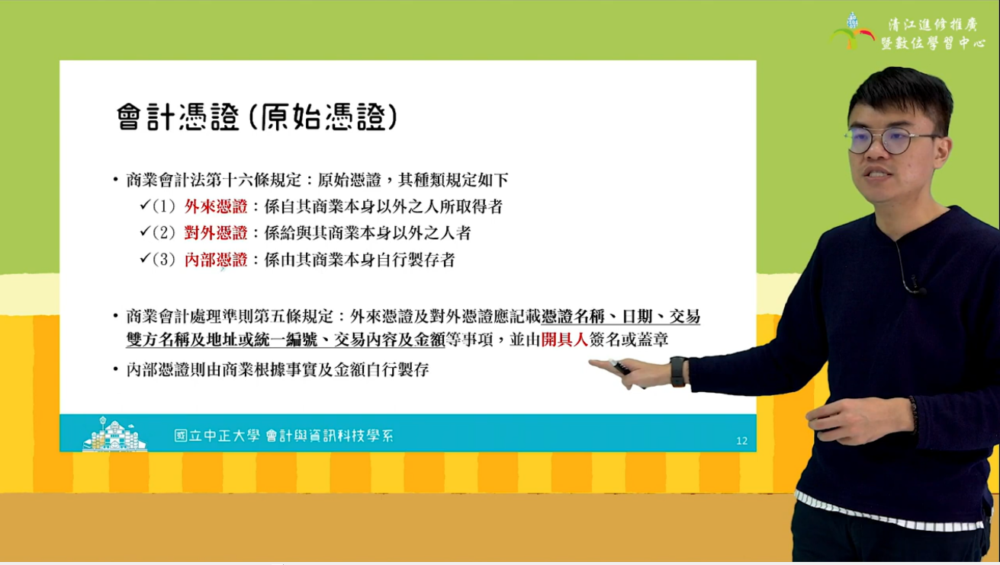 清江進修推廣
暨數位學習中心
會計憑證(原始憑證)
• 商業會計法第十六條規定：原始憑證，其種類規定如下
✓(1) 外來憑證：係自其商業本身以外之人所取得者
✓(2) 對外憑證：係給與其商業本身以外之人者
✓(3) 內部憑證：係由其商業本身自行製存者
• 商業會計處理準則第五條規定：外來憑證及對外憑證應記載憑證名稱、日期、交易
雙方名稱及地址或統一編號、交易內容及金額等事項，並由開具人簽名或蓋章
• 內部憑證則由商業根據事實及金額自行製存
國立中正大學 會計與資訊科技學系
12